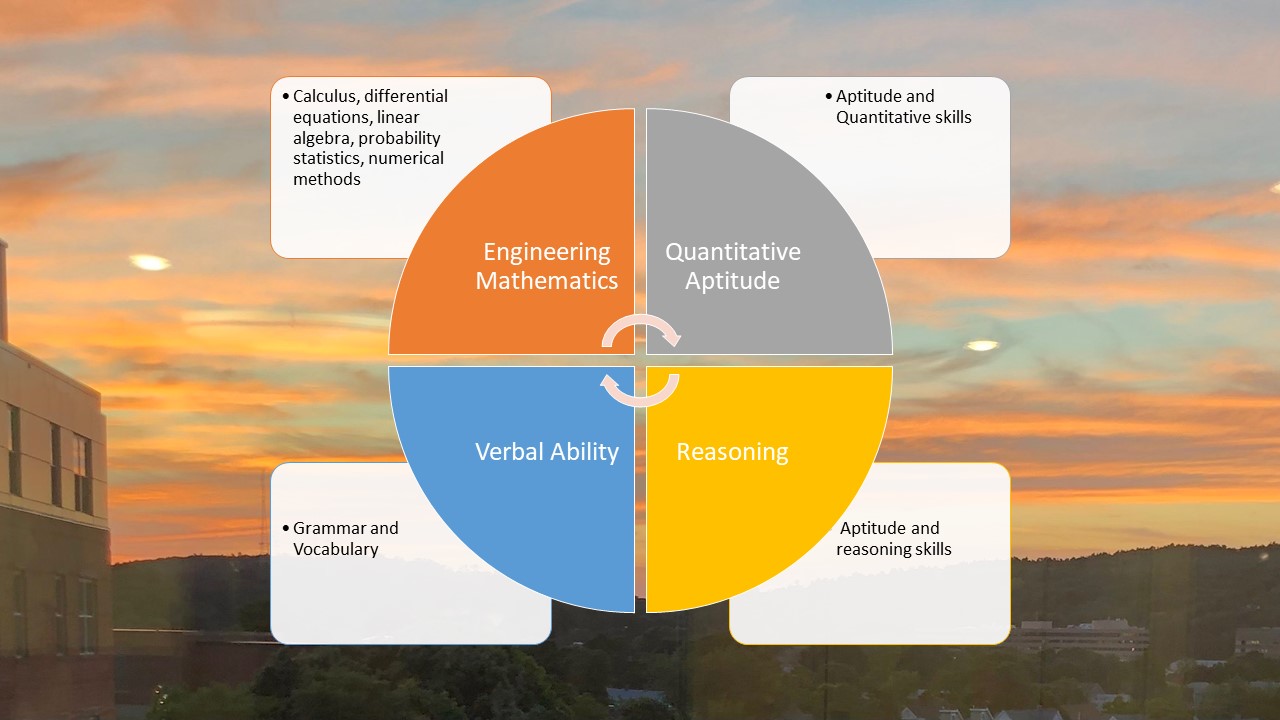 • Calculus, differential
equations, linear
algebra, probability
statistics, numerical
methods
• Aptitude and
Quantitative skills
Engineering
Mathematics
Quantitative
Aptitude
Verbal Ability
Reasoning
• Grammar and
Vocabulary
Aptitude and
reasoning skills